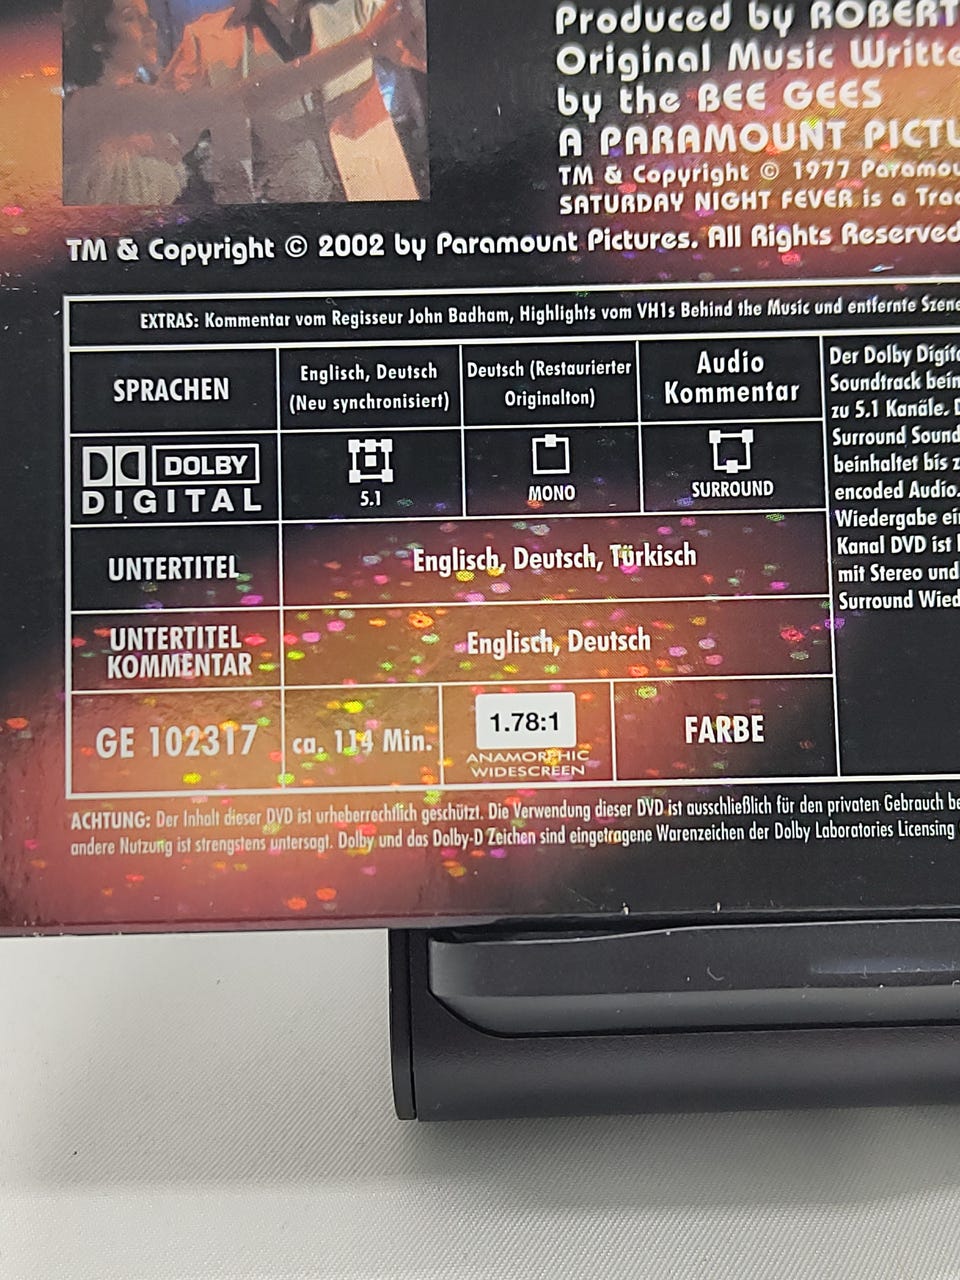 Produced by ROBERT
Original Music Writte
by the BEE GEES
A PARAMOUNT PICTU
TM & Copyright © 1977 Paramou
SATURDAY NIGHT FEVER is a Trad
TM & Copyright © 2002 by Paramount Pictures. All Rights Reserved
EXTRAS: Kommentar vom Regisseur John Badham, Highlights vom VH1s Behind the Music und entfernte Szene
SPRACHEN
Englisch, Deutsch
(Neu synchronisiert)
Deutsch (Restaurierter
Originalton)
Audio
Kommentar
DOLBY
DIGITAL
5.1
MONO
SURROUND
UNTERTITEL
Englisch, Deutsch, Türkisch
UNTERTITEL
KOMMENTAR
Englisch, Deutsch
GE 102317
ca. 114 Min.
1.78:1
ANAMORPHIC
WIDESCREEN
FARBE
Der Dolby Digita
Soundtrack bein
zu 5.1 Kanäle. D
Surround Sound
beinhaltet bis z
encoded Audio.
Wiedergabe ein
Kanal DVD ist
mit Stereo und
Surround Wied
ACHTUNG: Der Inhalt dieser DVD ist urheberrechtlich geschützt. Die Verwendung dieser DVD ist ausschließlich für den privaten Gebrauch be
andere Nutzung ist strengstens untersagt. Dolby und das Dolby-D Zeichen sind eingetragene Warenzeichen der Dolby Laboratories Licensing